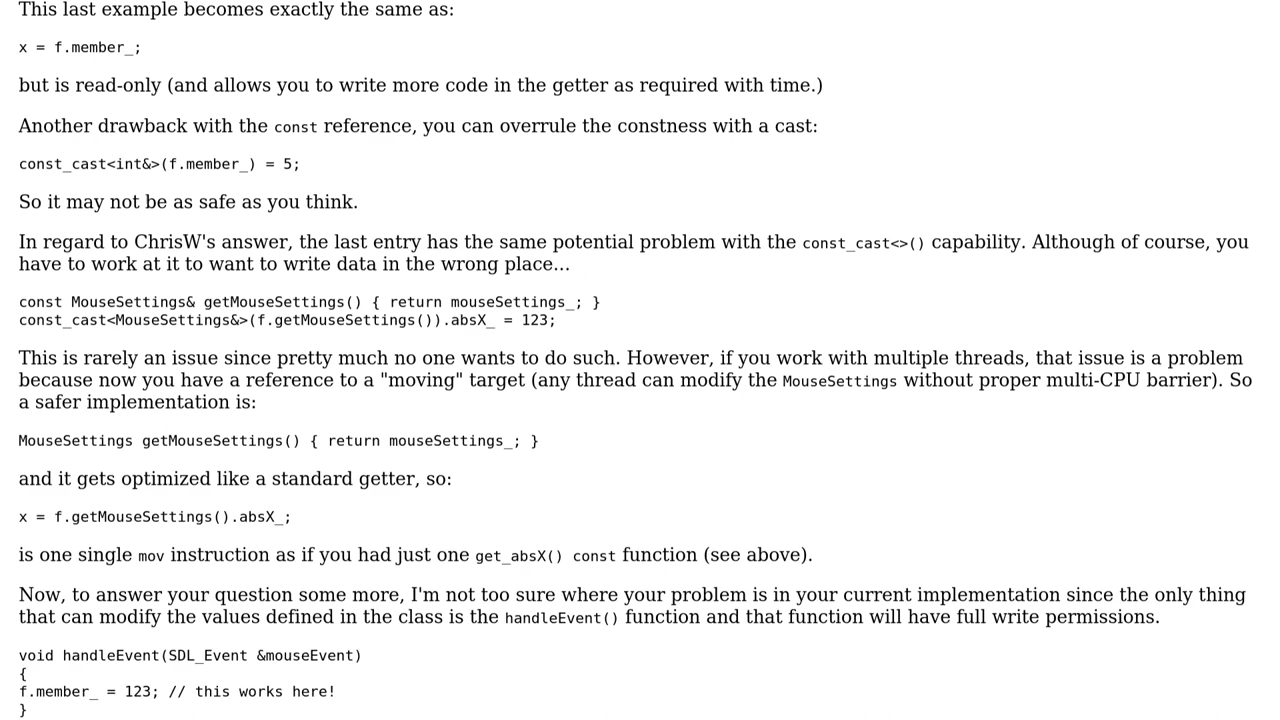 This last example becomes exactly the same as:
x = f.member_;
but is read-only (and allows you to write more code in the getter as required with time.)
Another drawback with the const reference, you can overrule the constness with a cast:
const_cast<int&>(f.member_) = 5;
So it may not be as safe as you think.
In regard to ChrisW's answer, the last entry has the same potential problem with the const_cast<>() capability. Although of course, you
have to work at it to want to write data in the wrong place...
const MouseSettings& getMouseSettings() { return mouseSettings_; }
const_cast<MouseSettings&>(f.getMouseSettings()).absX_ = 123;
This is rarely an issue since pretty much no one wants to do such. However, if you work with multiple threads, that issue is a problem
because now you have a reference to a "moving" target (any thread can modify the MouseSettings without proper multi-CPU barrier). So
a safer implementation is:
MouseSettings getMouseSettings() { return mouseSettings_; }
and it gets optimized like a standard getter, so:
x = f.getMouseSettings().absX_;
is one single mov instruction as if you had just one get_absX() const function (see above).
Now, to answer your question some more, I'm not too sure where your problem is in your current implementation since the only thing
that can modify the values defined in the class is the handleEvent() function and that function will have full write permissions.
void handleEvent(SDL_Event &mouseEvent)
{
f.member_ = 123; // this works here!
}